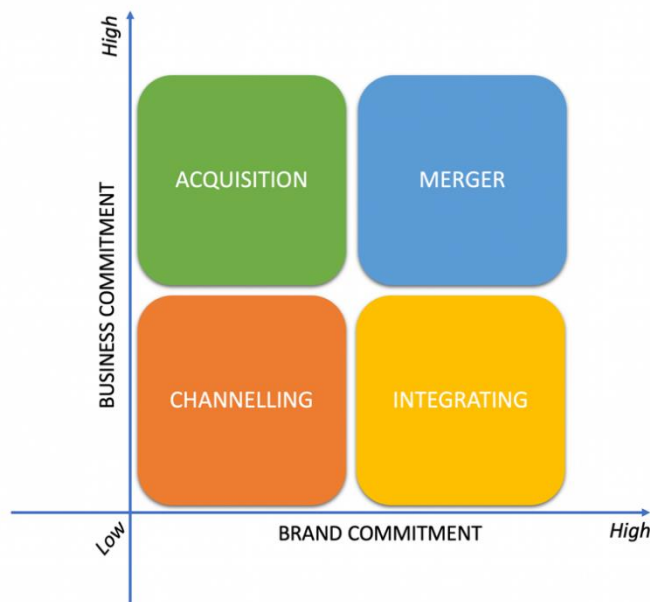 High
ACQUISITION
MERGER
BUSINESS COMMITMENT
CHANNELLING
INTEGRATING
Low
BRAND COMMITMENT
High